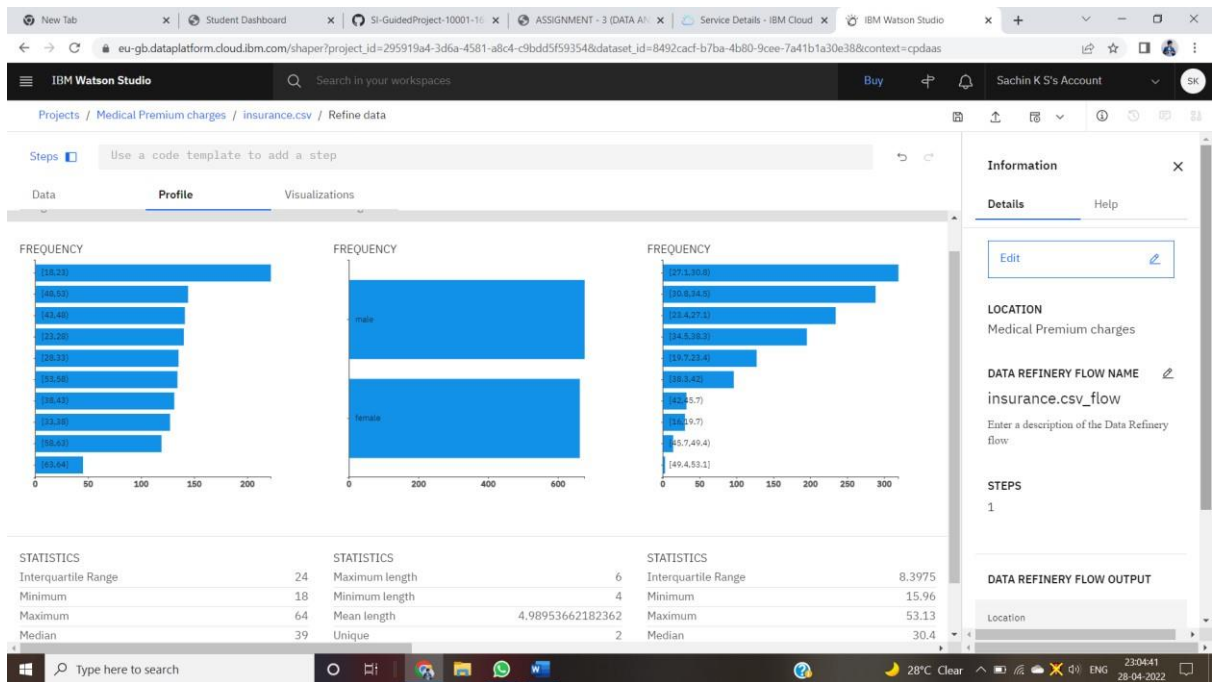 New Tab
Student Dashboard
SI-GuidedProject-10001-16
ASSIGNMENT - 3 (DATA AN
Service Details - IBM Cloud
IBM Watson Studio
eu-gb.dataplatform.cloud.ibm.com/shaper?project_id=295919a4-3d6a-4581-a8c4-c9bdd5f59354&dataset_id=8492cacf-b7ba-4b80-9cee-7a41b1a30e38&context=cpdaas
IBM Watson Studio
Search in your workspaces
Buy
Sachin K S's Account
SK
Projects / Medical Premium charges / insurance.csv / Refine data
Steps
Use a code template to add a step
Data
Profile
Visualizations
FREQUENCY
[18,23)
[48,53)
[43,48)
[23,28)
[28,33)
[53,58)
[38,43)
[33,38)
[58,63)
[63,64]
0 50 100 150 200
FREQUENCY
male
female
0 200 400 600
FREQUENCY
[27.1,30.8)
[30.8,34.5)
[23.4,27.1)
[34.5,38.3)
[19.7,23.4)
[38.3,42)
[42,45.7)
[16,19.7)
[45.7,49.4)
[49.4,53.1]
0 50 100 150 200 250 300
STATISTICS
Interquartile Range 24
Minimum 18
Maximum 64
Median 39
STATISTICS
Maximum length 6
Minimum length 4
Mean length 4.98953662182362
Unique 2
STATISTICS
Interquartile Range 8.3975
Minimum 15.96
Maximum 53.13
Median 30.4
Information
Details
Help
Edit
LOCATION
Medical Premium charges
DATA REFINERY FLOW NAME
insurance.csv_flow
Enter a description of the Data Refinery
flow
STEPS
1
DATA REFINERY FLOW OUTPUT
Location
Type here to search
28°C Clear
ENG
23:04:41
28-04-2022